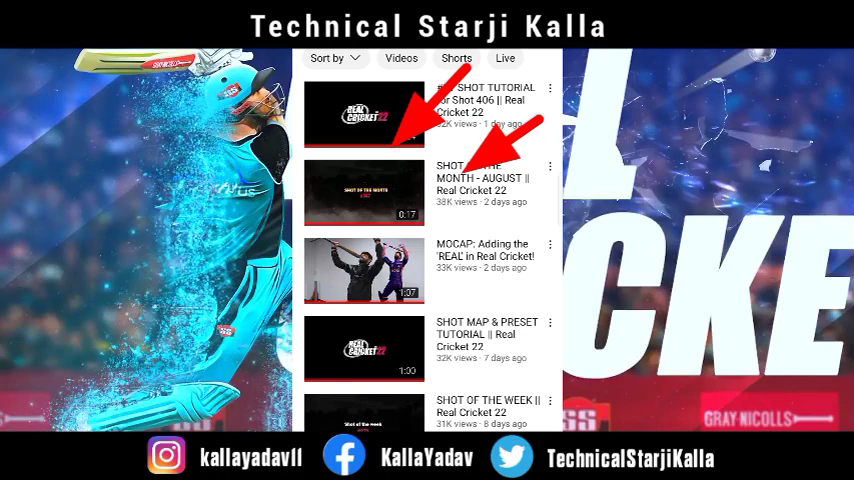 Technical Starji Kalla
Sort by
Videos
Shorts
Live
SHOT TUTORIAL
Shot 406 || Real
Cricket 22
views · 1 day ago
REAL
CRICKET 22
SHOT
MONTH - AUGUST ||
Real Cricket 22
38K views · 2 days ago
SHOT OF THE MONTH
0:17
MOCAP: Adding the
'REAL' in Real Cricket!
33K views · 2 days ago
1:07
SHOT MAP & PRESET
TUTORIAL || Real
Cricket 22
32K views · 7 days ago
REAL
CRICKET 22
1:00
SHOT OF THE WEEK ||
Real Cricket 22
31K views · 8 days ago
Shot of the week
CKE
SS
GRAY-NICOLLS
kallayadav11
KallaYadav
TechnicalStarjiKalla